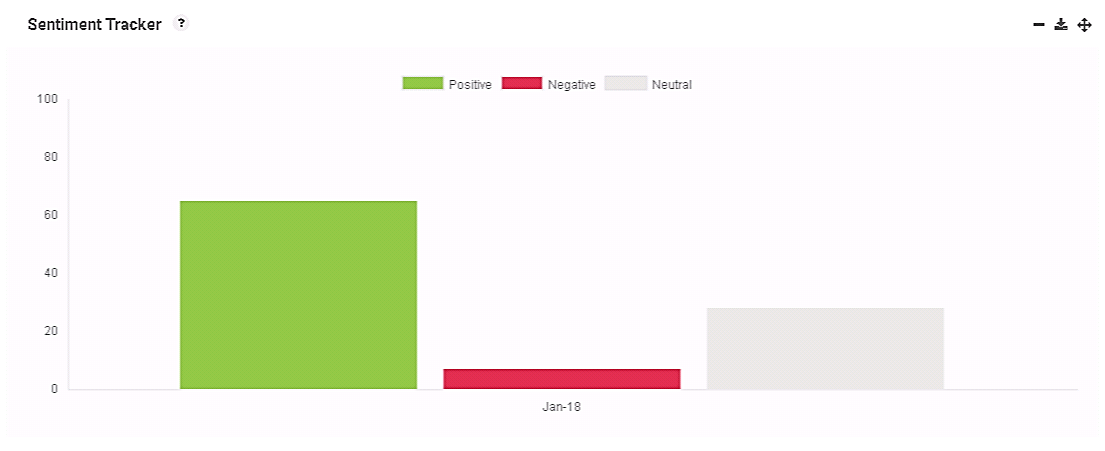 Sentiment Tracker ?
Positive Negative Neutral
100
80
60
40
20
0
Jan-18